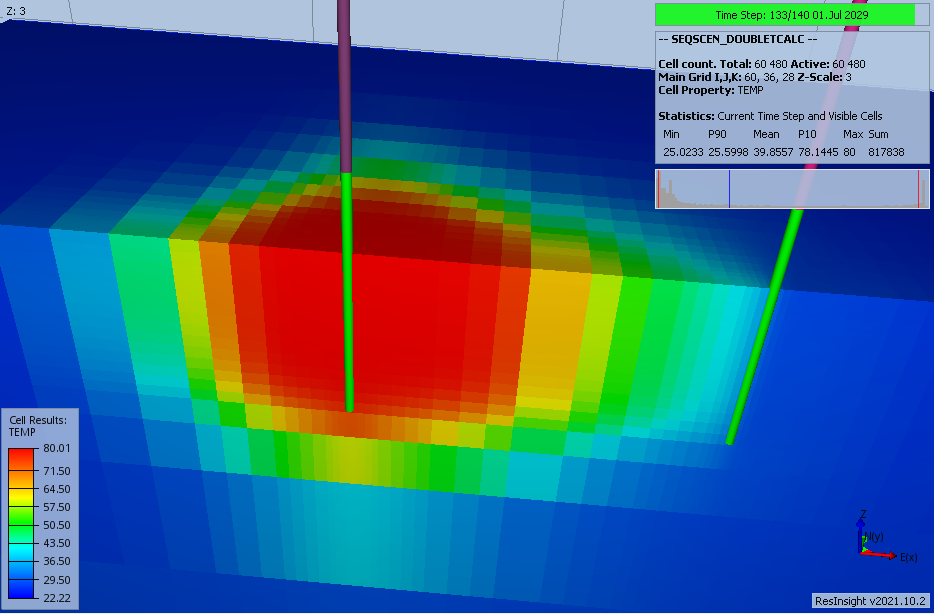 Z: 3
Time Step: 133/140 01.Jul 2029
-- SEQSCEN_DOUBLETCALC --
Cell count. Total: 60 480 Active: 60 480
Main Grid I,J,K: 60, 36, 28 Z-Scale: 3
Cell Property: TEMP
Statistics: Current Time Step and Visible Cells
Min P90 Mean P10 Max Sum
25.0233 25.5998 39.8557 78.1445 80 817838
Cell Results:
TEMP
80.01
71.50
64.50
57.50
50.50
43.50
36.50
29.50
22.22
Z
N(y)
E(x)
ResInsight v2021.10.2